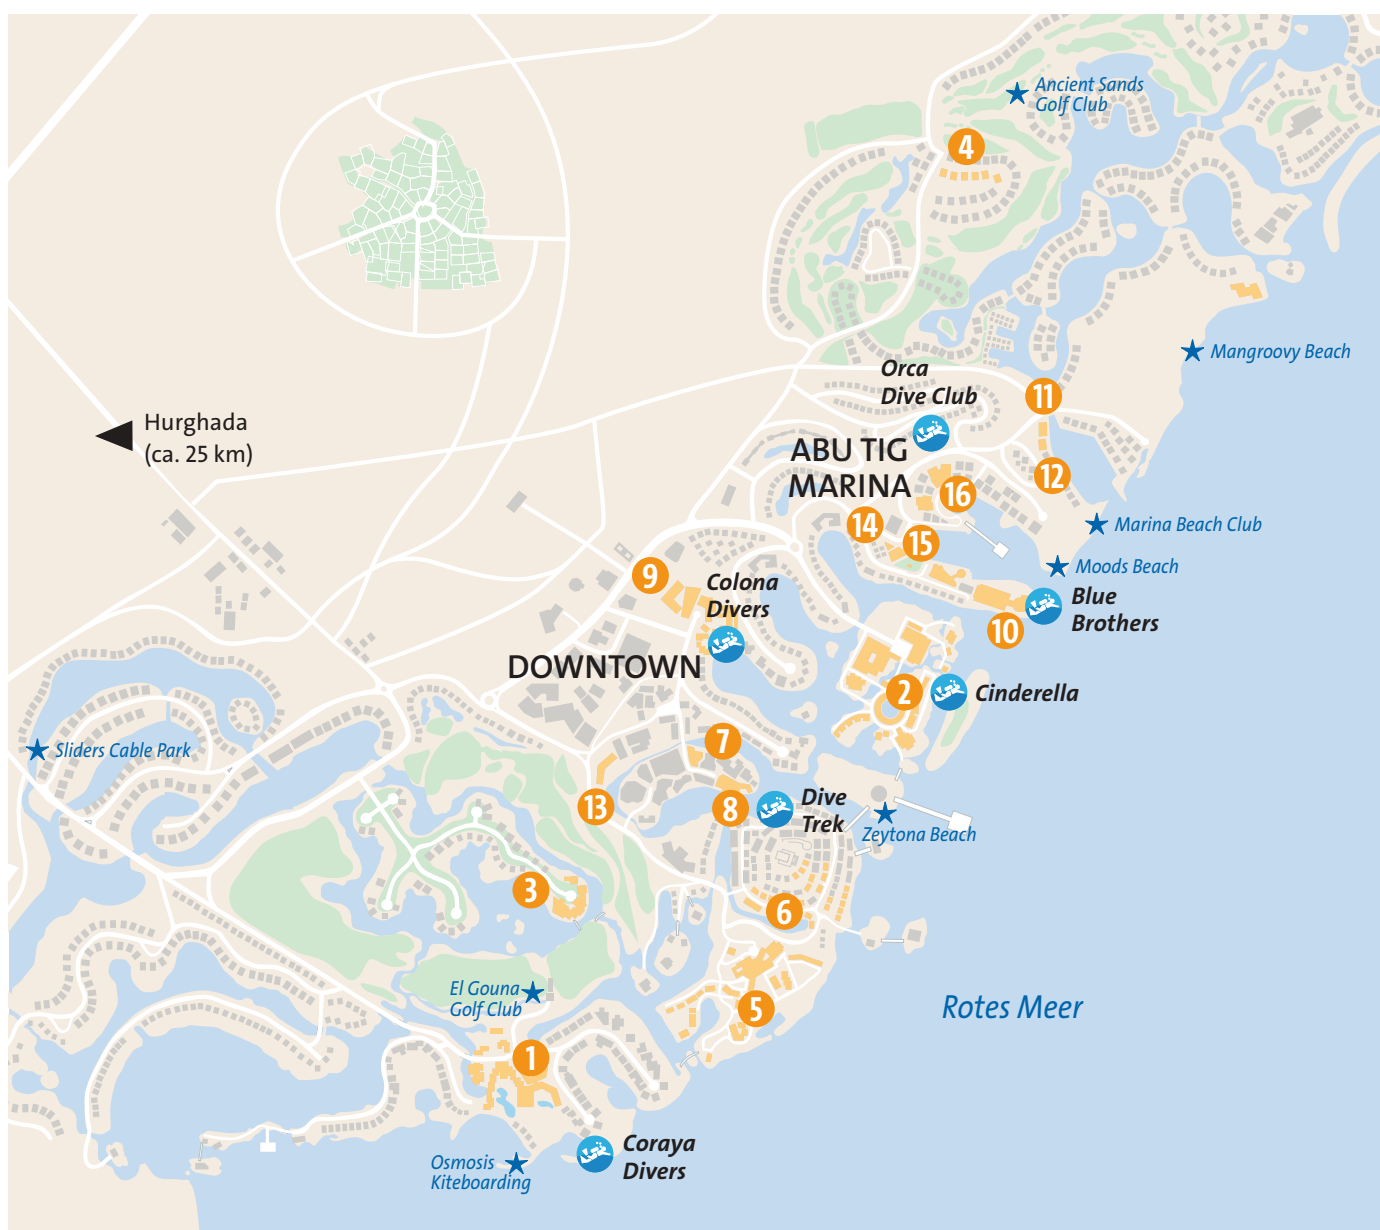 Ancient Sands
Golf Club
4
Mangroovy Beach
Orca
Dive Club
11
Hurghada
(ca. 25 km)
ABU TIG
MARINA
12
16
14
15
Marina Beach Club
Moods Beach
9
Colona
Divers
Blue
Brothers
10
DOWNTOWN
2
Cinderella
7
Sliders Cable Park
13
8
Dive
Trek
Zeytona Beach
3
6
El Gouna
Golf Club
5
Rotes Meer
1
Coraya
Divers
Osmosis
Kiteboarding